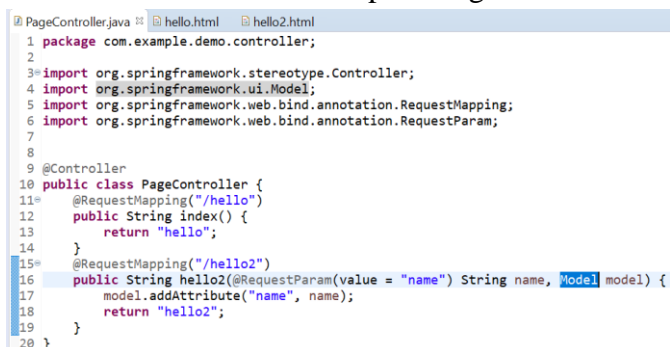 PageController.java hello.html hello2.html
1 package com.example.demo.controller;
2
3 import org.springframework.stereotype.Controller;
4 import org.springframework.ui.Model;
5 import org.springframework.web.bind.annotation.RequestMapping;
6 import org.springframework.web.bind.annotation.RequestParam;
7
8
9 @Controller
10 public class PageController {
11 @RequestMapping("/hello")
12 public String index() {
13 return "hello";
14 }
15 @RequestMapping("/hello2")
16 public String hello2(@RequestParam(value = "name") String name, Model model) {
17 model.addAttribute("name", name);
18 return "hello2";
19 }
20 }